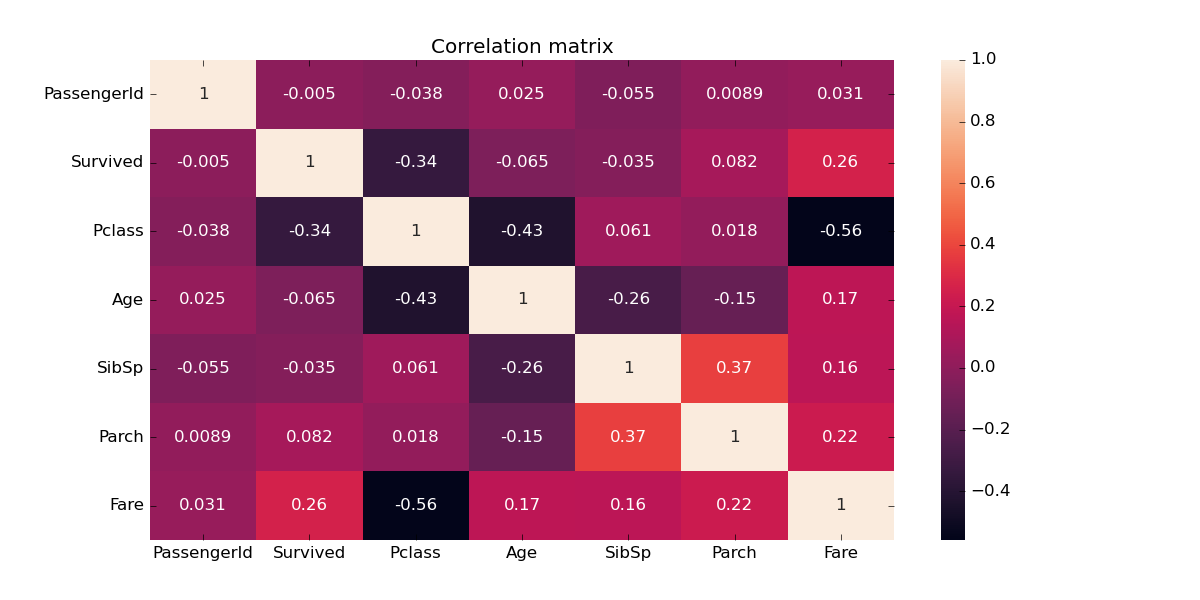 Correlation matrix
PassengerId 1 -0.005 -0.038 0.025 -0.055 0.0089 0.031
Survived -0.005 1 -0.34 -0.065 -0.035 0.082 0.26
Pclass -0.038 -0.34 1 -0.43 0.061 0.018 -0.56
Age 0.025 -0.065 -0.43 1 -0.26 -0.15 0.17
SibSp -0.055 -0.035 0.061 -0.26 1 0.37 0.16
Parch 0.0089 0.082 0.018 -0.15 0.37 1 0.22
Fare 0.031 0.26 -0.56 0.17 0.16 0.22 1
PassengerId Survived Pclass Age SibSp Parch Fare
1.0
0.8
0.6
0.4
0.2
0.0
−0.2
−0.4